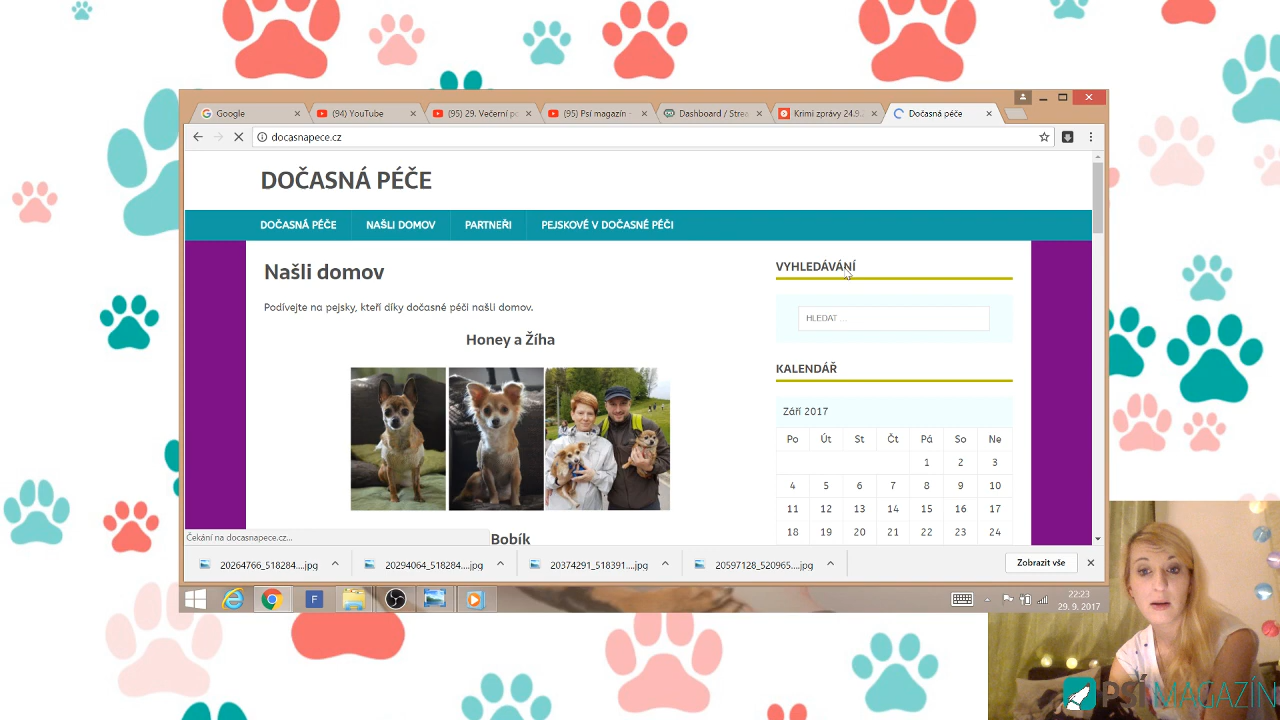 Google
(94) YouTube
(95) 29. Večerní p
(95) Psí magazín -
Dashboard / Strea
Krimi zprávy 24.9.
Dočasná péče
docasnapece.cz
DOČASNÁ PÉČE
DOČASNÁ PÉČE NAŠLI DOMOV PARTNEŘI PEJSKOVÉ V DOČASNÉ PÉČI
Našli domov
Podívejte na pejsky, kteří díky dočasné péči našli domov.
Honey a Žíha
Bobík
VYHLEDÁVÁNÍ
HLEDAT ...
KALENDÁŘ
Září 2017
Po Út St Čt Pá So Ne
1 2 3
4 5 6 7 8 9 10
11 12 13 14 15 16 17
18 19 20 21 22 23 24
Čekání na docasnapece.cz...
20264766_518284....jpg
20294064_518284....jpg
20374291_518391....jpg
20597128_520965....jpg
Zobrazit vše
F
22:23
29. 9. 2017
PSÍ MAGAZÍN